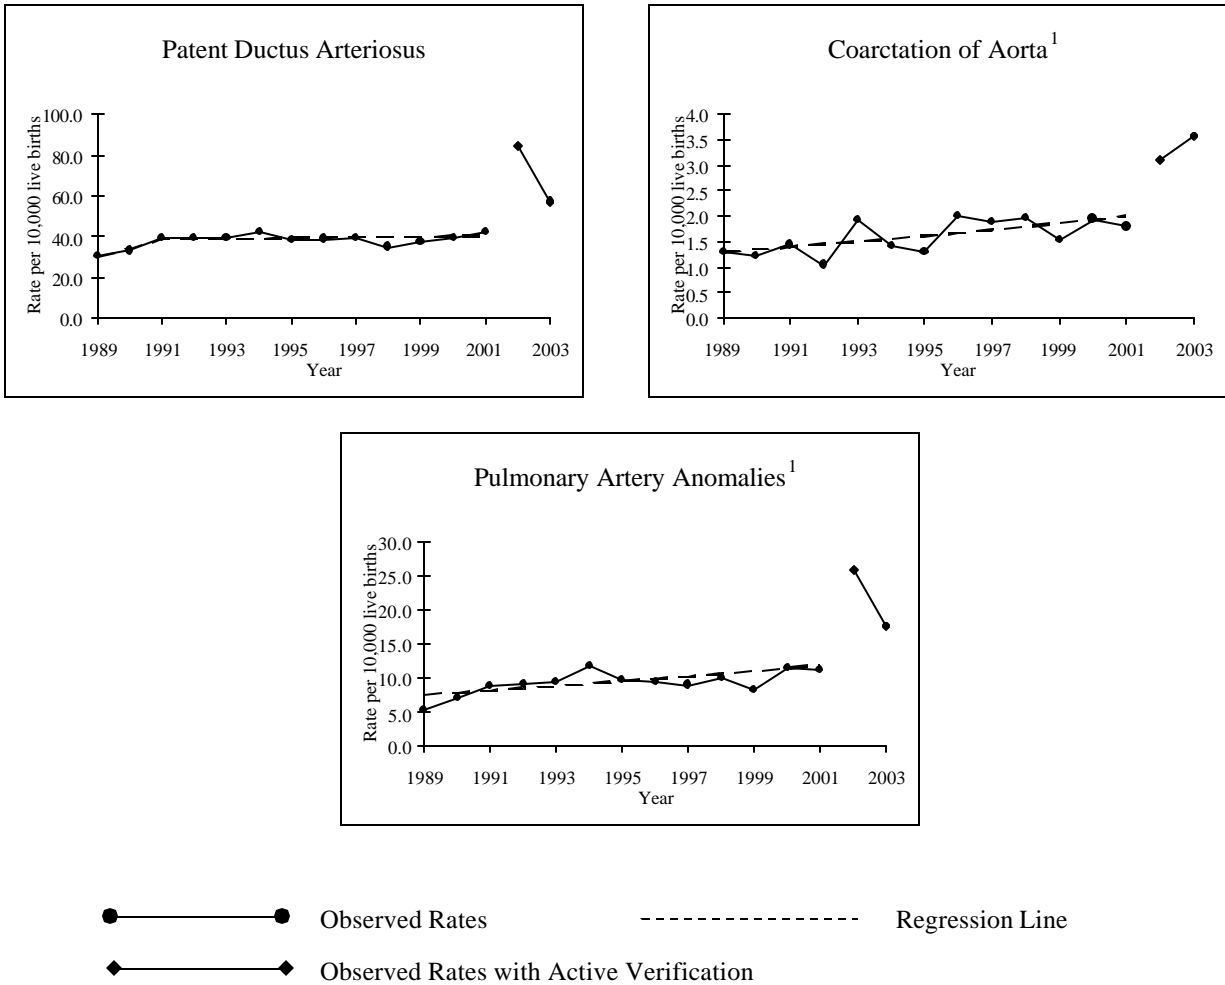 Patent Ductus Arteriosus
Rate per 10,000 live births
100.0
80.0
60.0
40.0
20.0
0.0
1989 1991 1993 1995 1997 1999 2001 2003
Year
Coarctation of Aorta1
Rate per 10,000 live births
4.0
3.5
3.0
2.5
2.0
1.5
1.0
0.5
0.0
1989 1991 1993 1995 1997 1999 2001 2003
Year
Pulmonary Artery Anomalies1
Rate per 10,000 live births
30.0
25.0
20.0
15.0
10.0
5.0
0.0
1989 1991 1993 1995 1997 1999 2001 2003
Year
Observed Rates Regression Line
Observed Rates with Active Verification